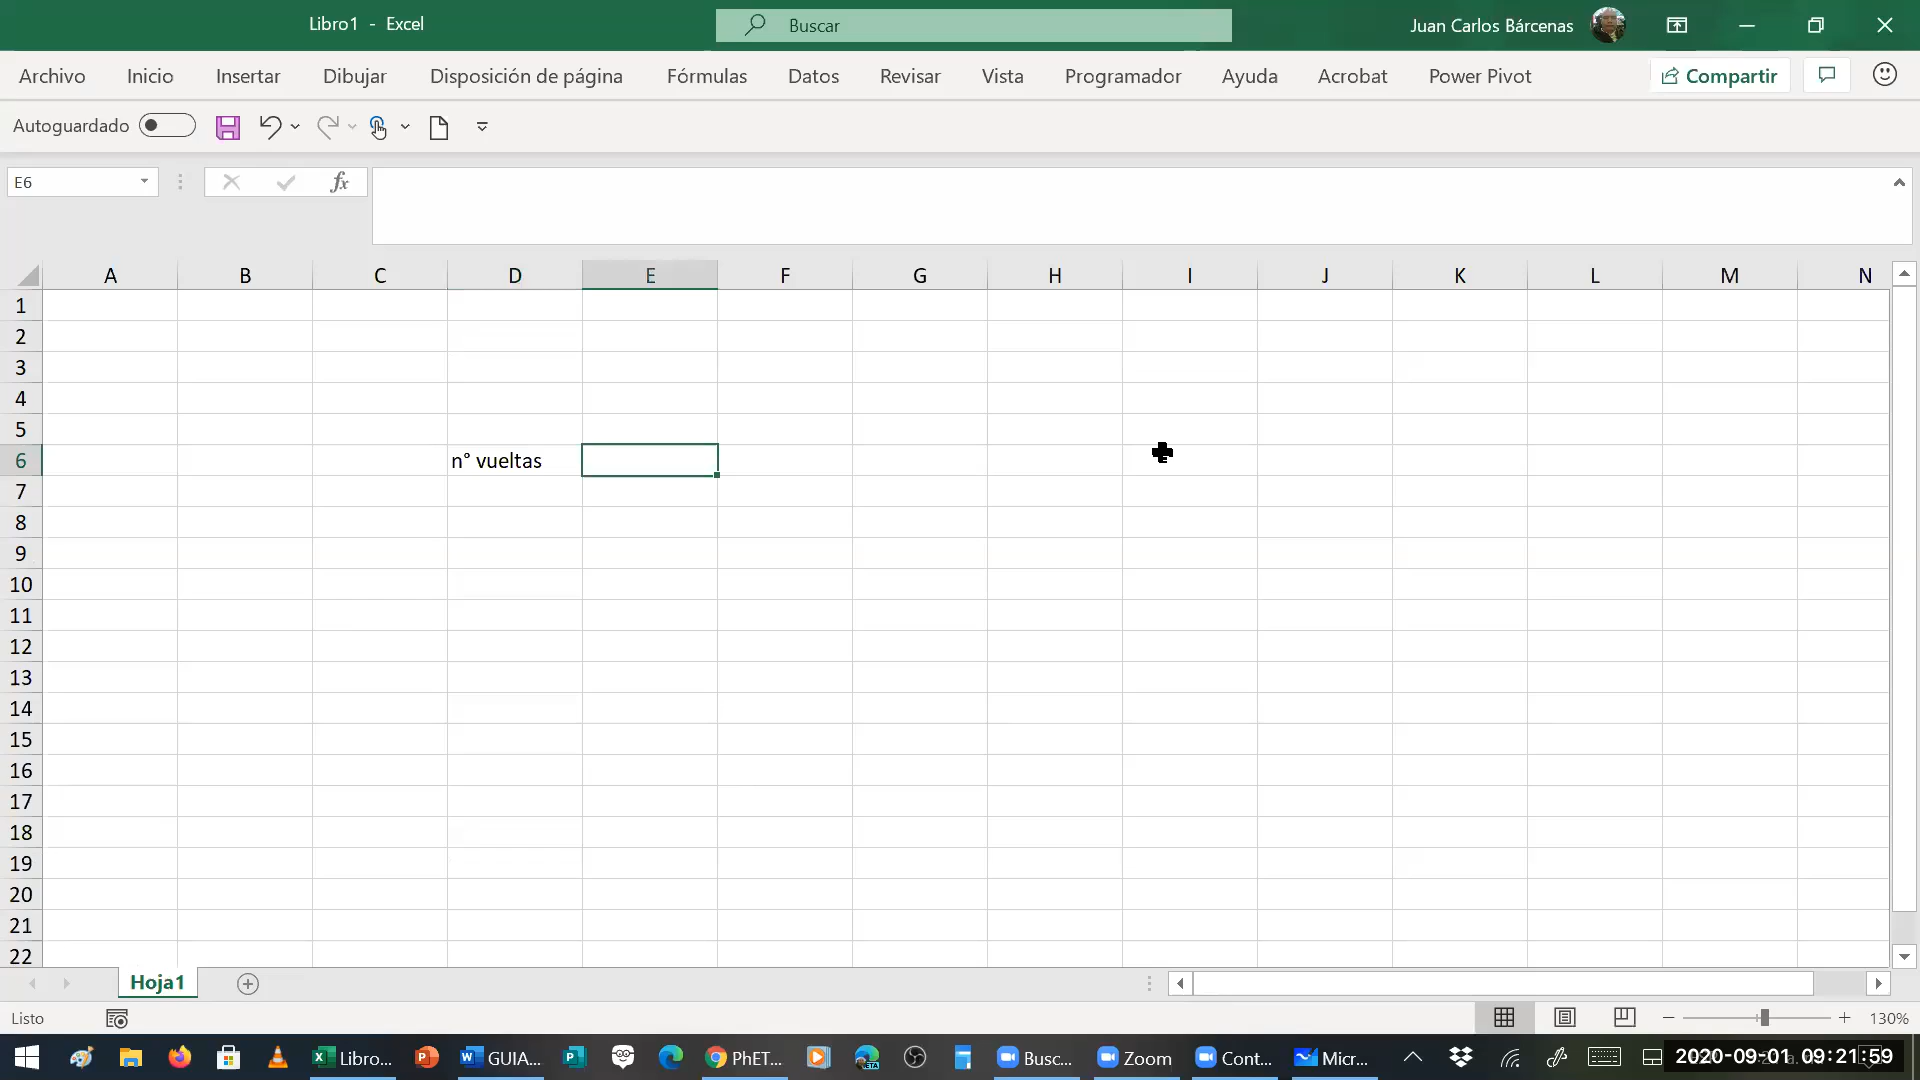 Libro1 - Excel
Buscar
Juan Carlos Bárcenas
Archivo Inicio Insertar Dibujar Disposición de página Fórmulas Datos Revisar Vista Programador Ayuda Acrobat Power Pivot Compartir
Autoguardado
E6 fx
A B C D E F G H I J K L M N
1
2
3
4
5
6 n° vueltas
7
8
9
10
11
12
13
14
15
16
17
18
19
20
21
22
Hoja1
Listo 130%
Libro... GUIA... PhET... Busc... Zoom Cont... Micr... 2020-09-01 09:21:59